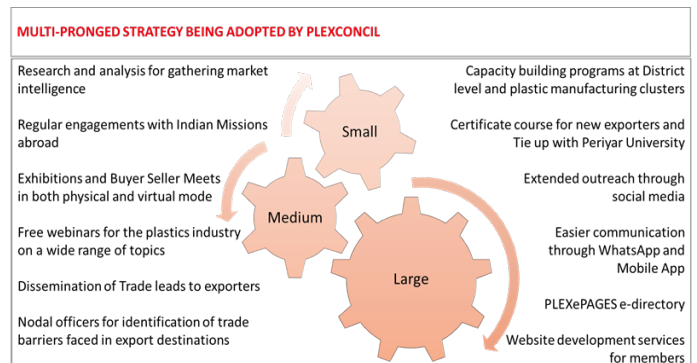 MULTI-PRONGED STRATEGY BEING ADOPTED BY PLEXCONCIL
Research and analysis for gathering market
intelligence
Regular engagements with Indian Missions
abroad
Exhibitions and Buyer Seller Meets
in both physical and virtual mode
Free webinars for the plastics industry
on a wide range of topics
Dissemination of Trade leads to exporters
Nodal officers for identification of trade
barriers faced in export destinations
Small
Medium
Large
Capacity building programs at District
level and plastic manufacturing clusters
Certificate course for new exporters and
Tie up with Periyar University
Extended outreach through
social media
Easier communication
through WhatsApp and
Mobile App
PLEXePAGES e-directory
Website development services
for members